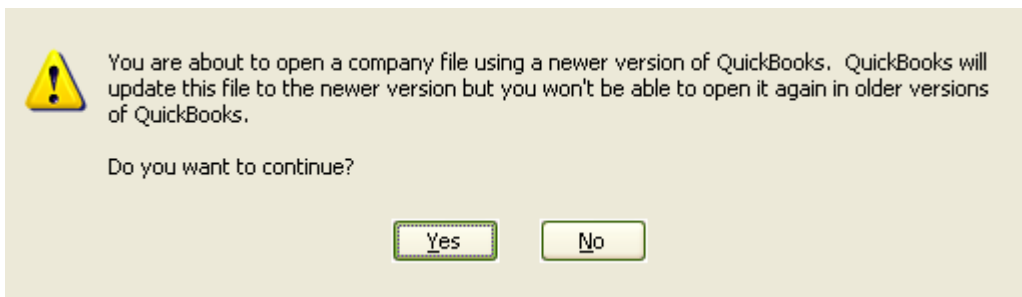 You are about to open a company file using a newer version of QuickBooks.  QuickBooks will
update this file to the newer version but you won't be able to open it again in older versions
of QuickBooks.
Do you want to continue?
Yes
No